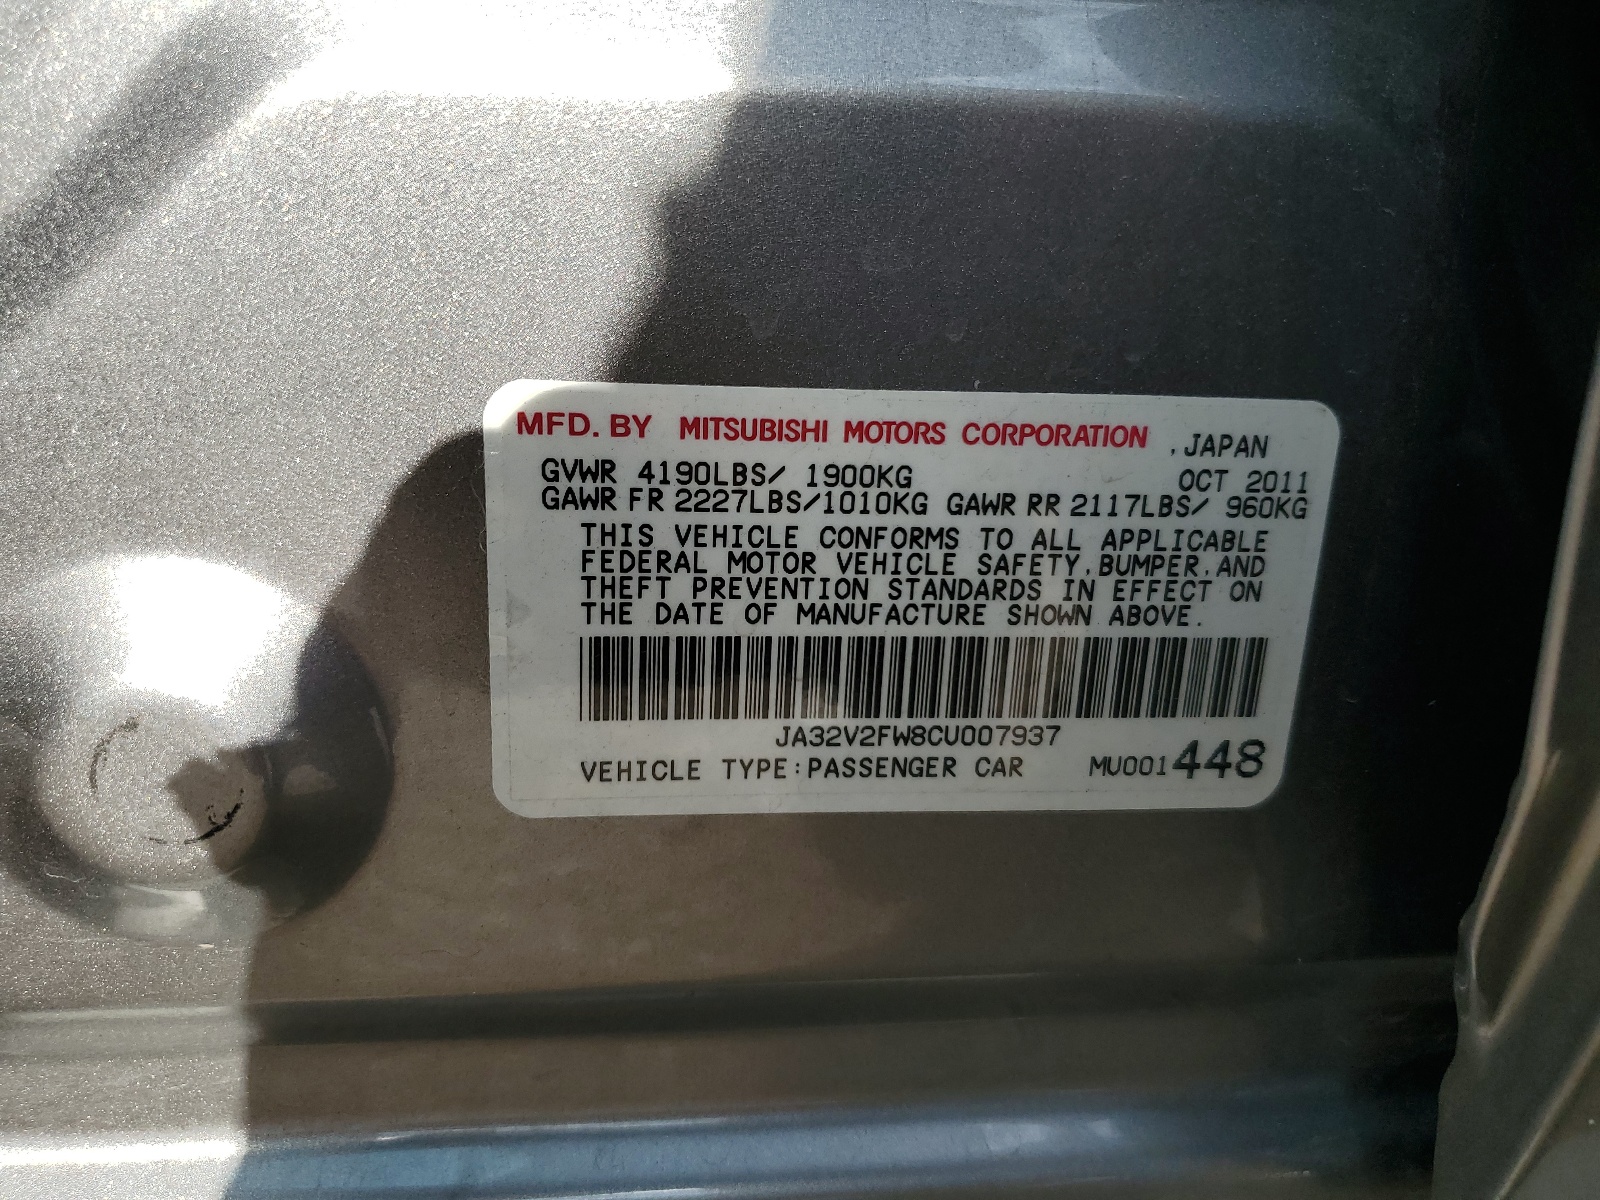 MFD. BY MITSUBISHI MOTORS CORPORATION , JAPAN
GVWR 4190LBS/ 1900KG OCT 2011
GAWR FR 2227LBS/1010KG GAWR RR 2117LBS/ 960KG
THIS VEHICLE CONFORMS TO ALL APPLICABLE
FEDERAL MOTOR VEHICLE SAFETY, BUMPER, AND
THEFT PREVENTION STANDARDS IN EFFECT ON
THE DATE OF MANUFACTURE SHOWN ABOVE.
JA32V2FW8CU007937
VEHICLE TYPE:PASSENGER CAR MU001448